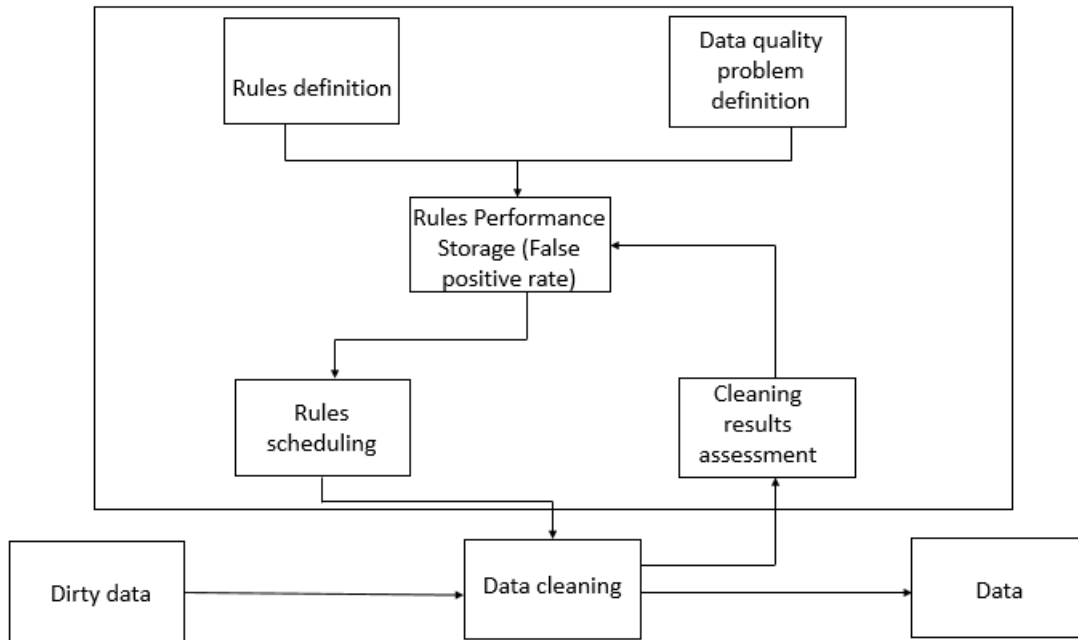 Rules definition
Data quality
problem
definition
Rules Performance
Storage (False
positive rate)
Rules
scheduling
Cleaning
results
assessment
Dirty data
Data cleaning
Data